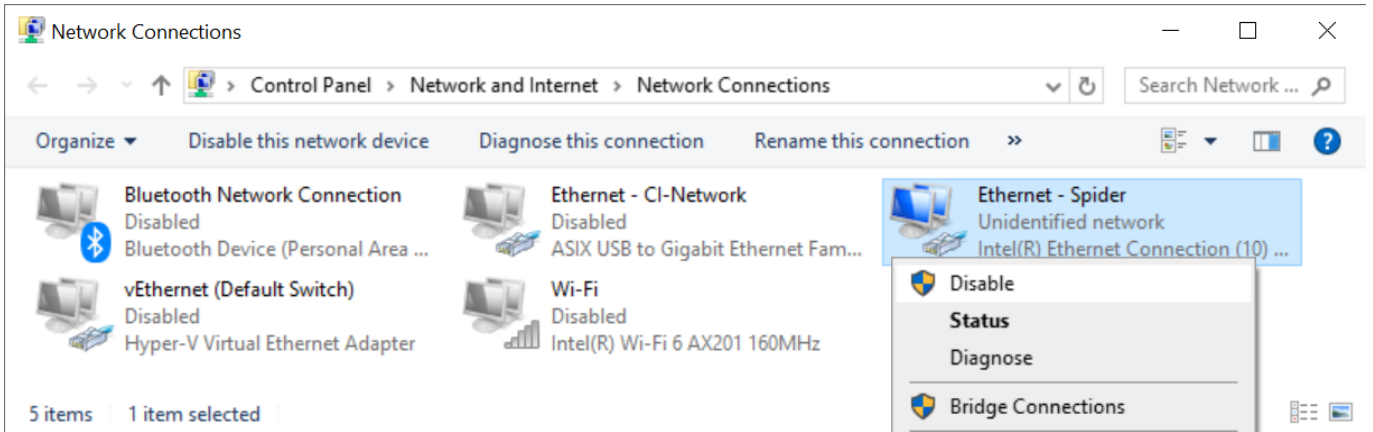 Network Connections
Control Panel > Network and Internet > Network Connections
Search Network ...
Organize
Disable this network device
Diagnose this connection
Rename this connection
»
?
Bluetooth Network Connection
Disabled
Bluetooth Device (Personal Area ...
Ethernet - CI-Network
Disabled
ASIX USB to Gigabit Ethernet Fam...
Ethernet - Spider
Unidentified network
Intel(R) Ethernet Connection (10) ...
vEthernet (Default Switch)
Disabled
Hyper-V Virtual Ethernet Adapter
Wi-Fi
Disabled
Intel(R) Wi-Fi 6 AX201 160MHz
Disable
Status
Diagnose
Bridge Connections
5 items
1 item selected